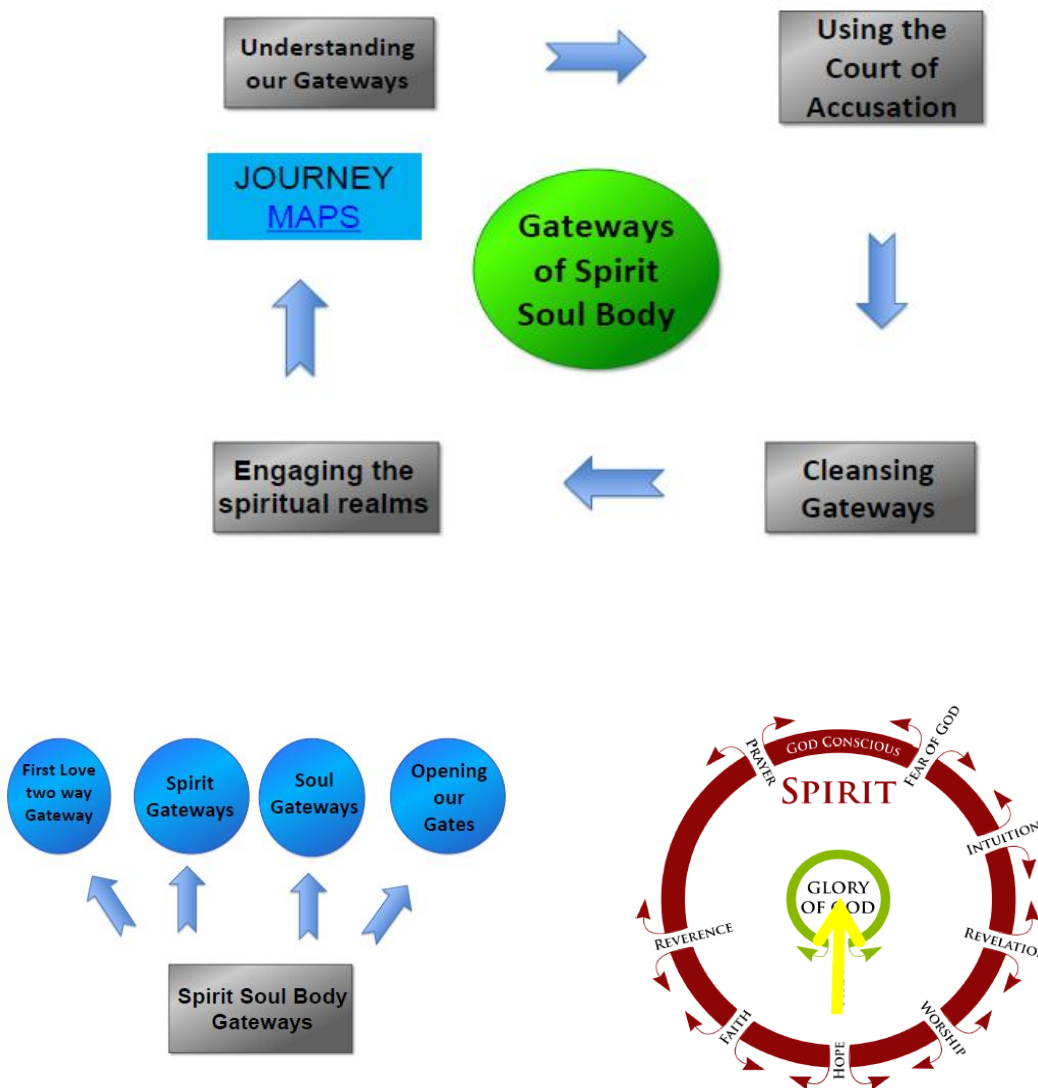 Understanding
our Gateways
Using the
Court of
Accusation
JOURNEY
MAPS
Gateways
of Spirit
Soul Body
Engaging the
spiritual realms
Cleansing
Gateways
First Love
two way
Gateway
Spirit
Gateways
Soul
Gateways
Opening
our
Gates
Spirit Soul Body
Gateways
GOD CONSCIOUS
SPIRIT
PRAYER
FEAR OF GOD
INTUITION
REVELATION
WORSHIP
HOPE
FAITH
REVERENCE
GLORY
OF GOD